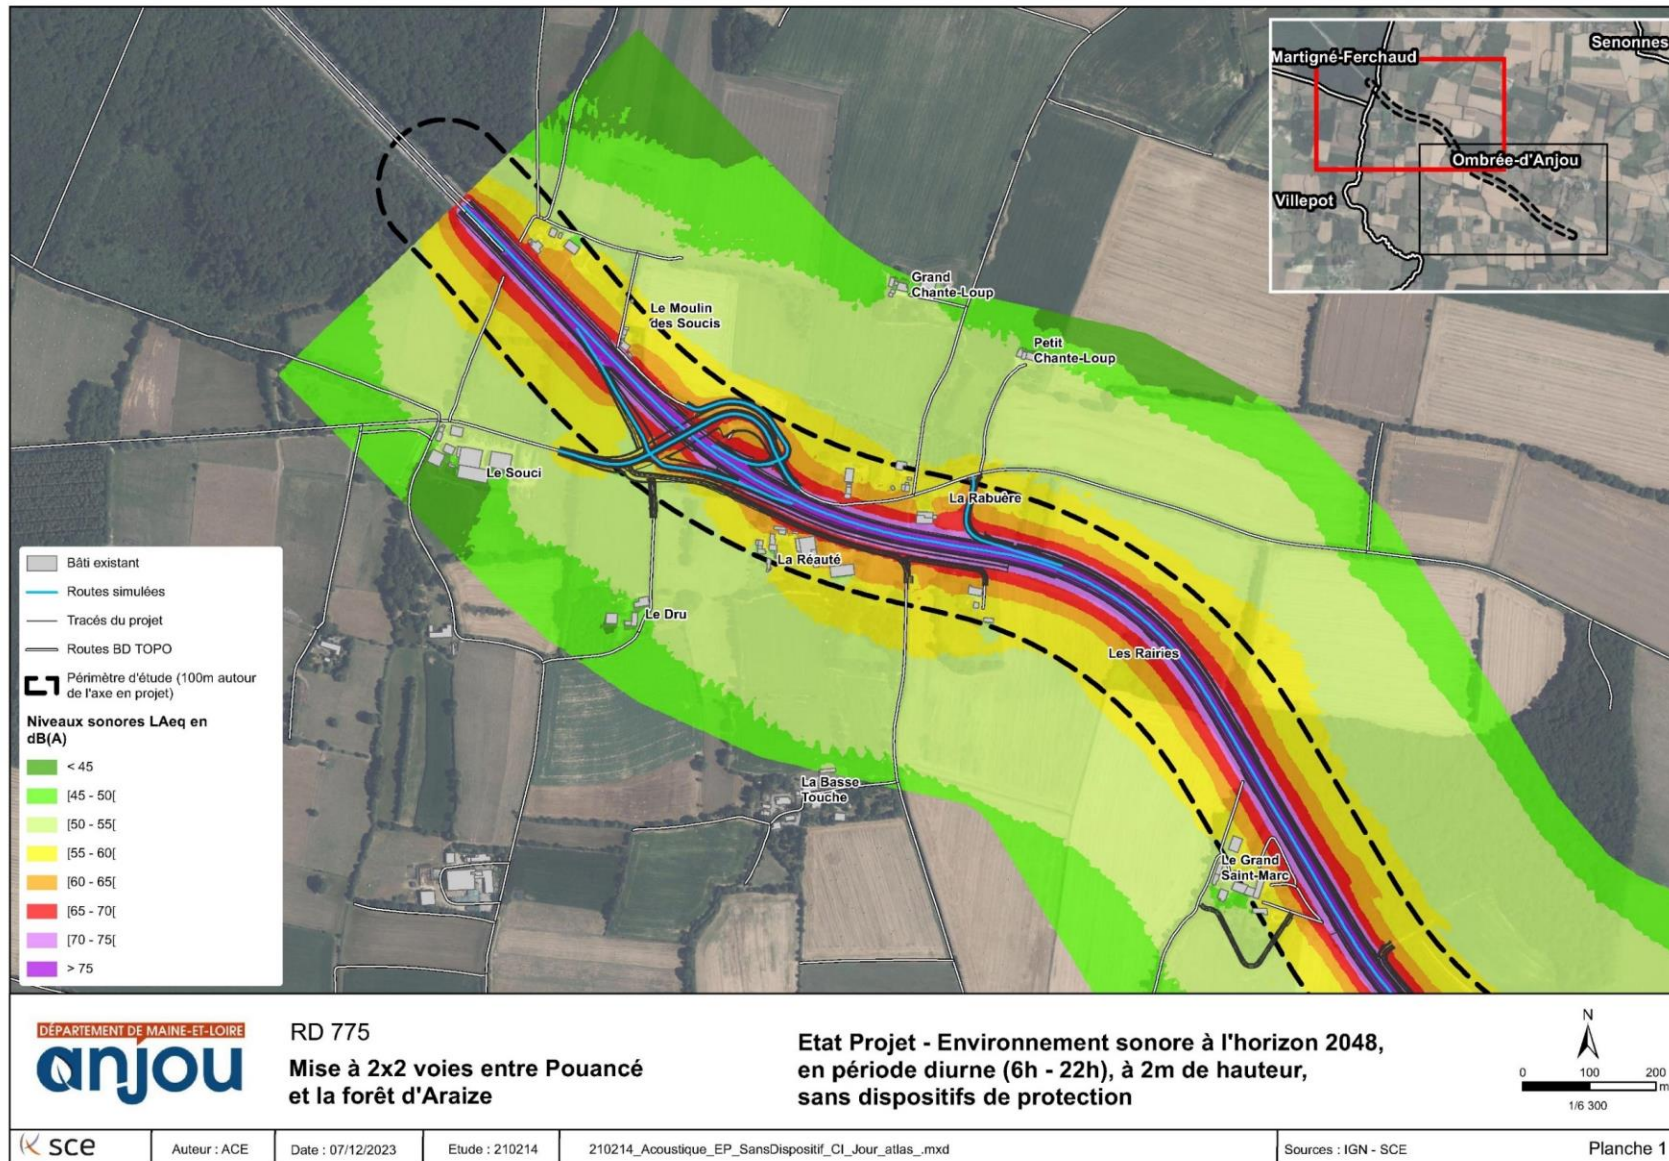 Martigné-Ferchaud
Senonnes
Ombrée-d'Anjou
Villepot
Grand
Chante-Loup
Le Moulin
des Soucis
Petit
Chante-Loup
Le Souci
La Rabuère
La Réauté
Le Dru
Les Rairies
La Basse
Touche
Le Grand
Saint-Marc
Bâti existant
Routes simulées
Tracés du projet
Routes BD TOPO
Périmètre d'étude (100m autour
de l'axe en projet)
Niveaux sonores LAeq en
dB(A)
< 45
[45 - 50[
[50 - 55[
[55 - 60[
[60 - 65[
[65 - 70[
[70 - 75[
> 75
DÉPARTEMENT DE MAINE-ET-LOIRE
anjou
RD 775
Mise à 2x2 voies entre Pouancé
et la forêt d'Araize
Etat Projet - Environnement sonore à l'horizon 2048,
en période diurne (6h - 22h), à 2m de hauteur,
sans dispositifs de protection
N
0 100 200
m
1/6 300
sce
Auteur : ACE
Date : 07/12/2023
Etude : 210214
210214_Acoustique_EP_SansDispositif_CI_Jour_atlas_.mxd
Sources : IGN - SCE
Planche 1